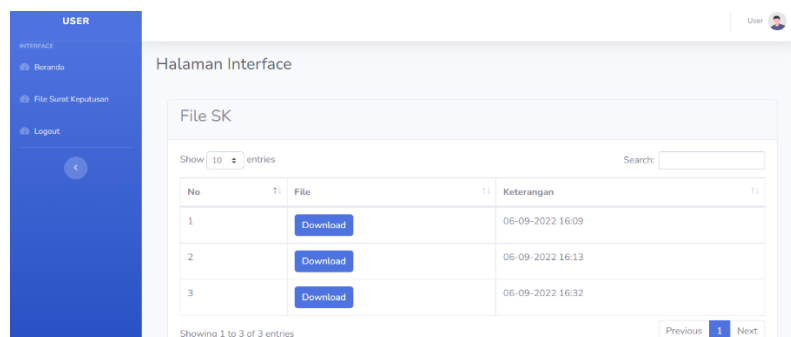 USER
User
INTERFACE
Beranda
File Surat Keputusan
Logout
Halaman Interface
File SK
Show 10 entries
Search:
No File Keterangan
1 Download 06-09-2022 16:09
2 Download 06-09-2022 16:13
3 Download 06-09-2022 16:32
Showing 1 to 3 of 3 entries
Previous 1 Next